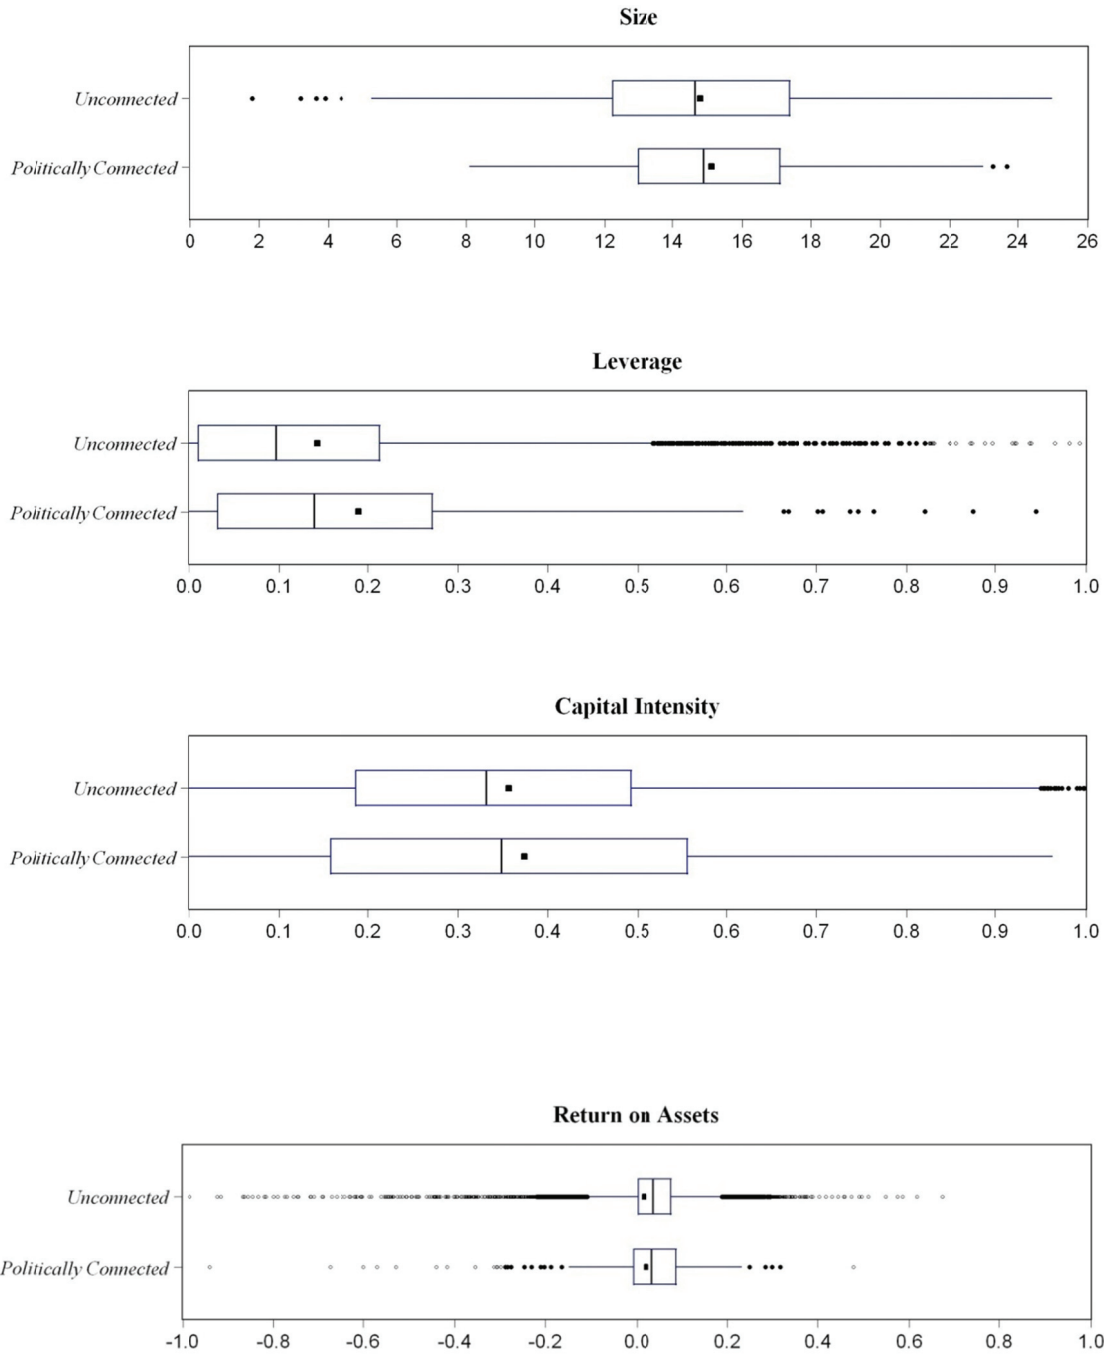 Size
Unconnected
Politically Connected
0 2 4 6 8 10 12 14 16 18 20 22 24 26
Leverage
Unconnected
Politically Connected
0.0 0.1 0.2 0.3 0.4 0.5 0.6 0.7 0.8 0.9 1.0
Capital Intensity
Unconnected
Politically Connected
0.0 0.1 0.2 0.3 0.4 0.5 0.6 0.7 0.8 0.9 1.0
Return on Assets
Unconnected
Politically Connected
-1.0 -0.8 -0.6 -0.4 -0.2 0.0 0.2 0.4 0.6 0.8 1.0